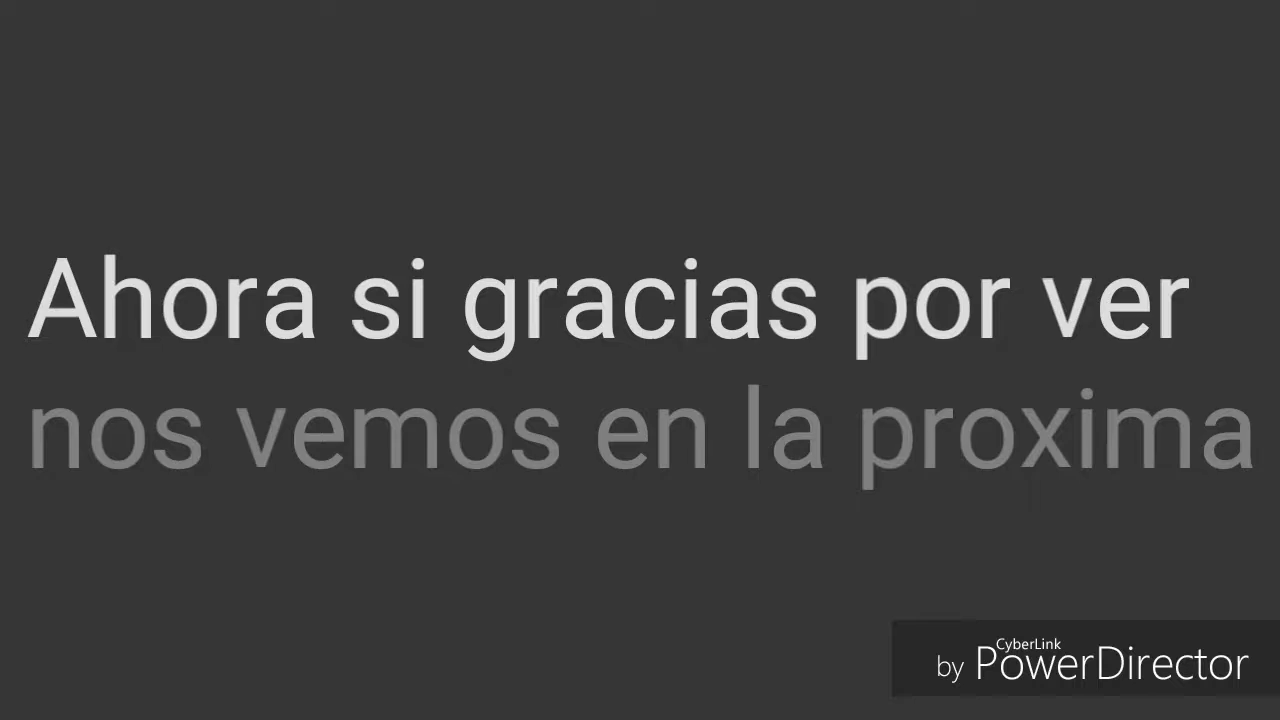 Ahora si gracias por ver
nos vemos en la proxima
CyberLink
by PowerDirector